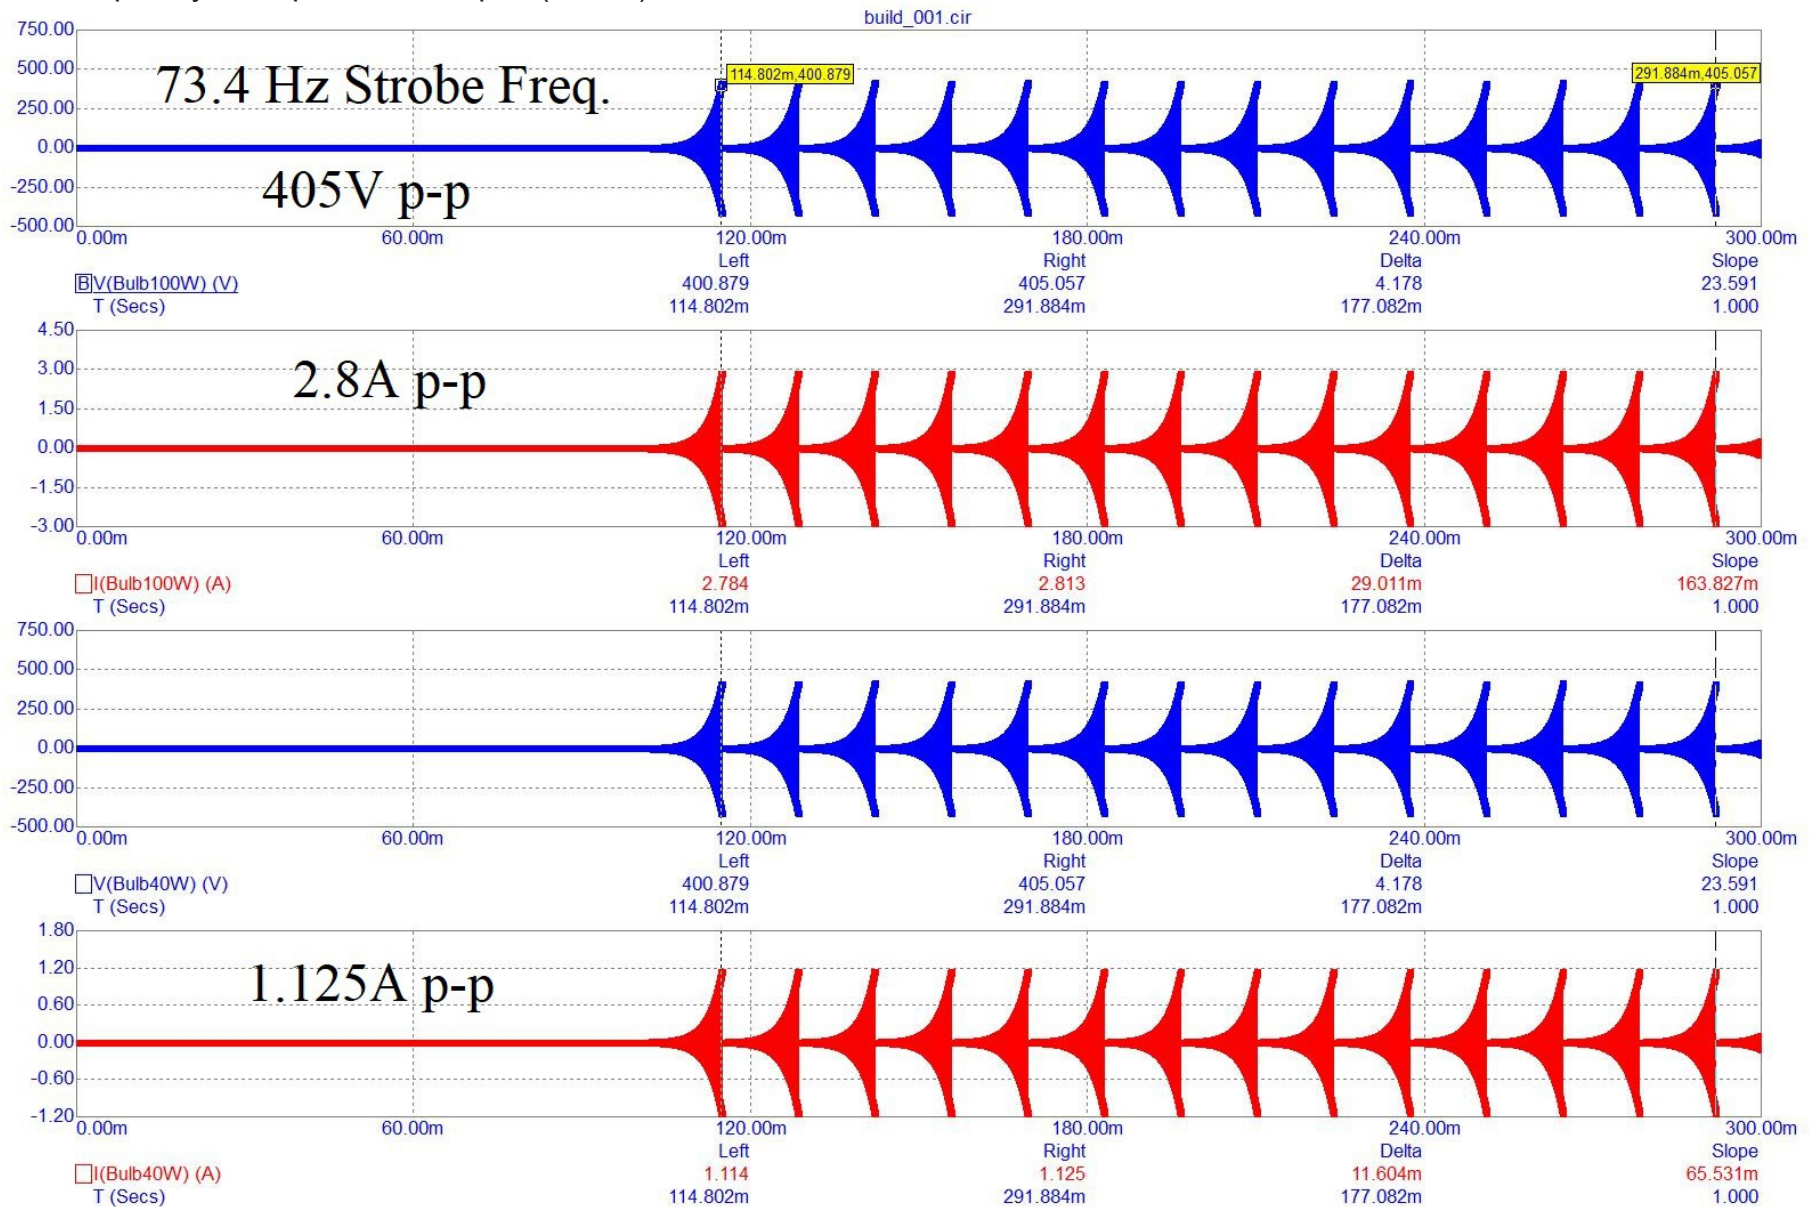 build_001.cir
750.00
500.00
250.00
0.00
-250.00
-500.00
73.4 Hz Strobe Freq.
405V p-p
114.802m,400.879
291.884m,405.057
0.00m 60.00m 120.00m 180.00m 240.00m 300.00m
Left Right Delta Slope
B V(Bulb100W) (V) 400.879 405.057 4.178 23.591
T (Secs) 114.802m 291.884m 177.082m 1.000
4.50
3.00
1.50
0.00
-1.50
-3.00
2.8A p-p
0.00m 60.00m 120.00m 180.00m 240.00m 300.00m
Left Right Delta Slope
I(Bulb100W) (A) 2.784 2.813 29.011m 163.827m
T (Secs) 114.802m 291.884m 177.082m 1.000
750.00
500.00
250.00
0.00
-250.00
-500.00
0.00m 60.00m 120.00m 180.00m 240.00m 300.00m
Left Right Delta Slope
V(Bulb40W) (V) 400.879 405.057 4.178 23.591
T (Secs) 114.802m 291.884m 177.082m 1.000
1.80
1.20
0.60
0.00
-0.60
-1.20
1.125A p-p
0.00m 60.00m 120.00m 180.00m 240.00m 300.00m
Left Right Delta Slope
I(Bulb40W) (A) 1.114 1.125 11.604m 65.531m
T (Secs) 114.802m 291.884m 177.082m 1.000